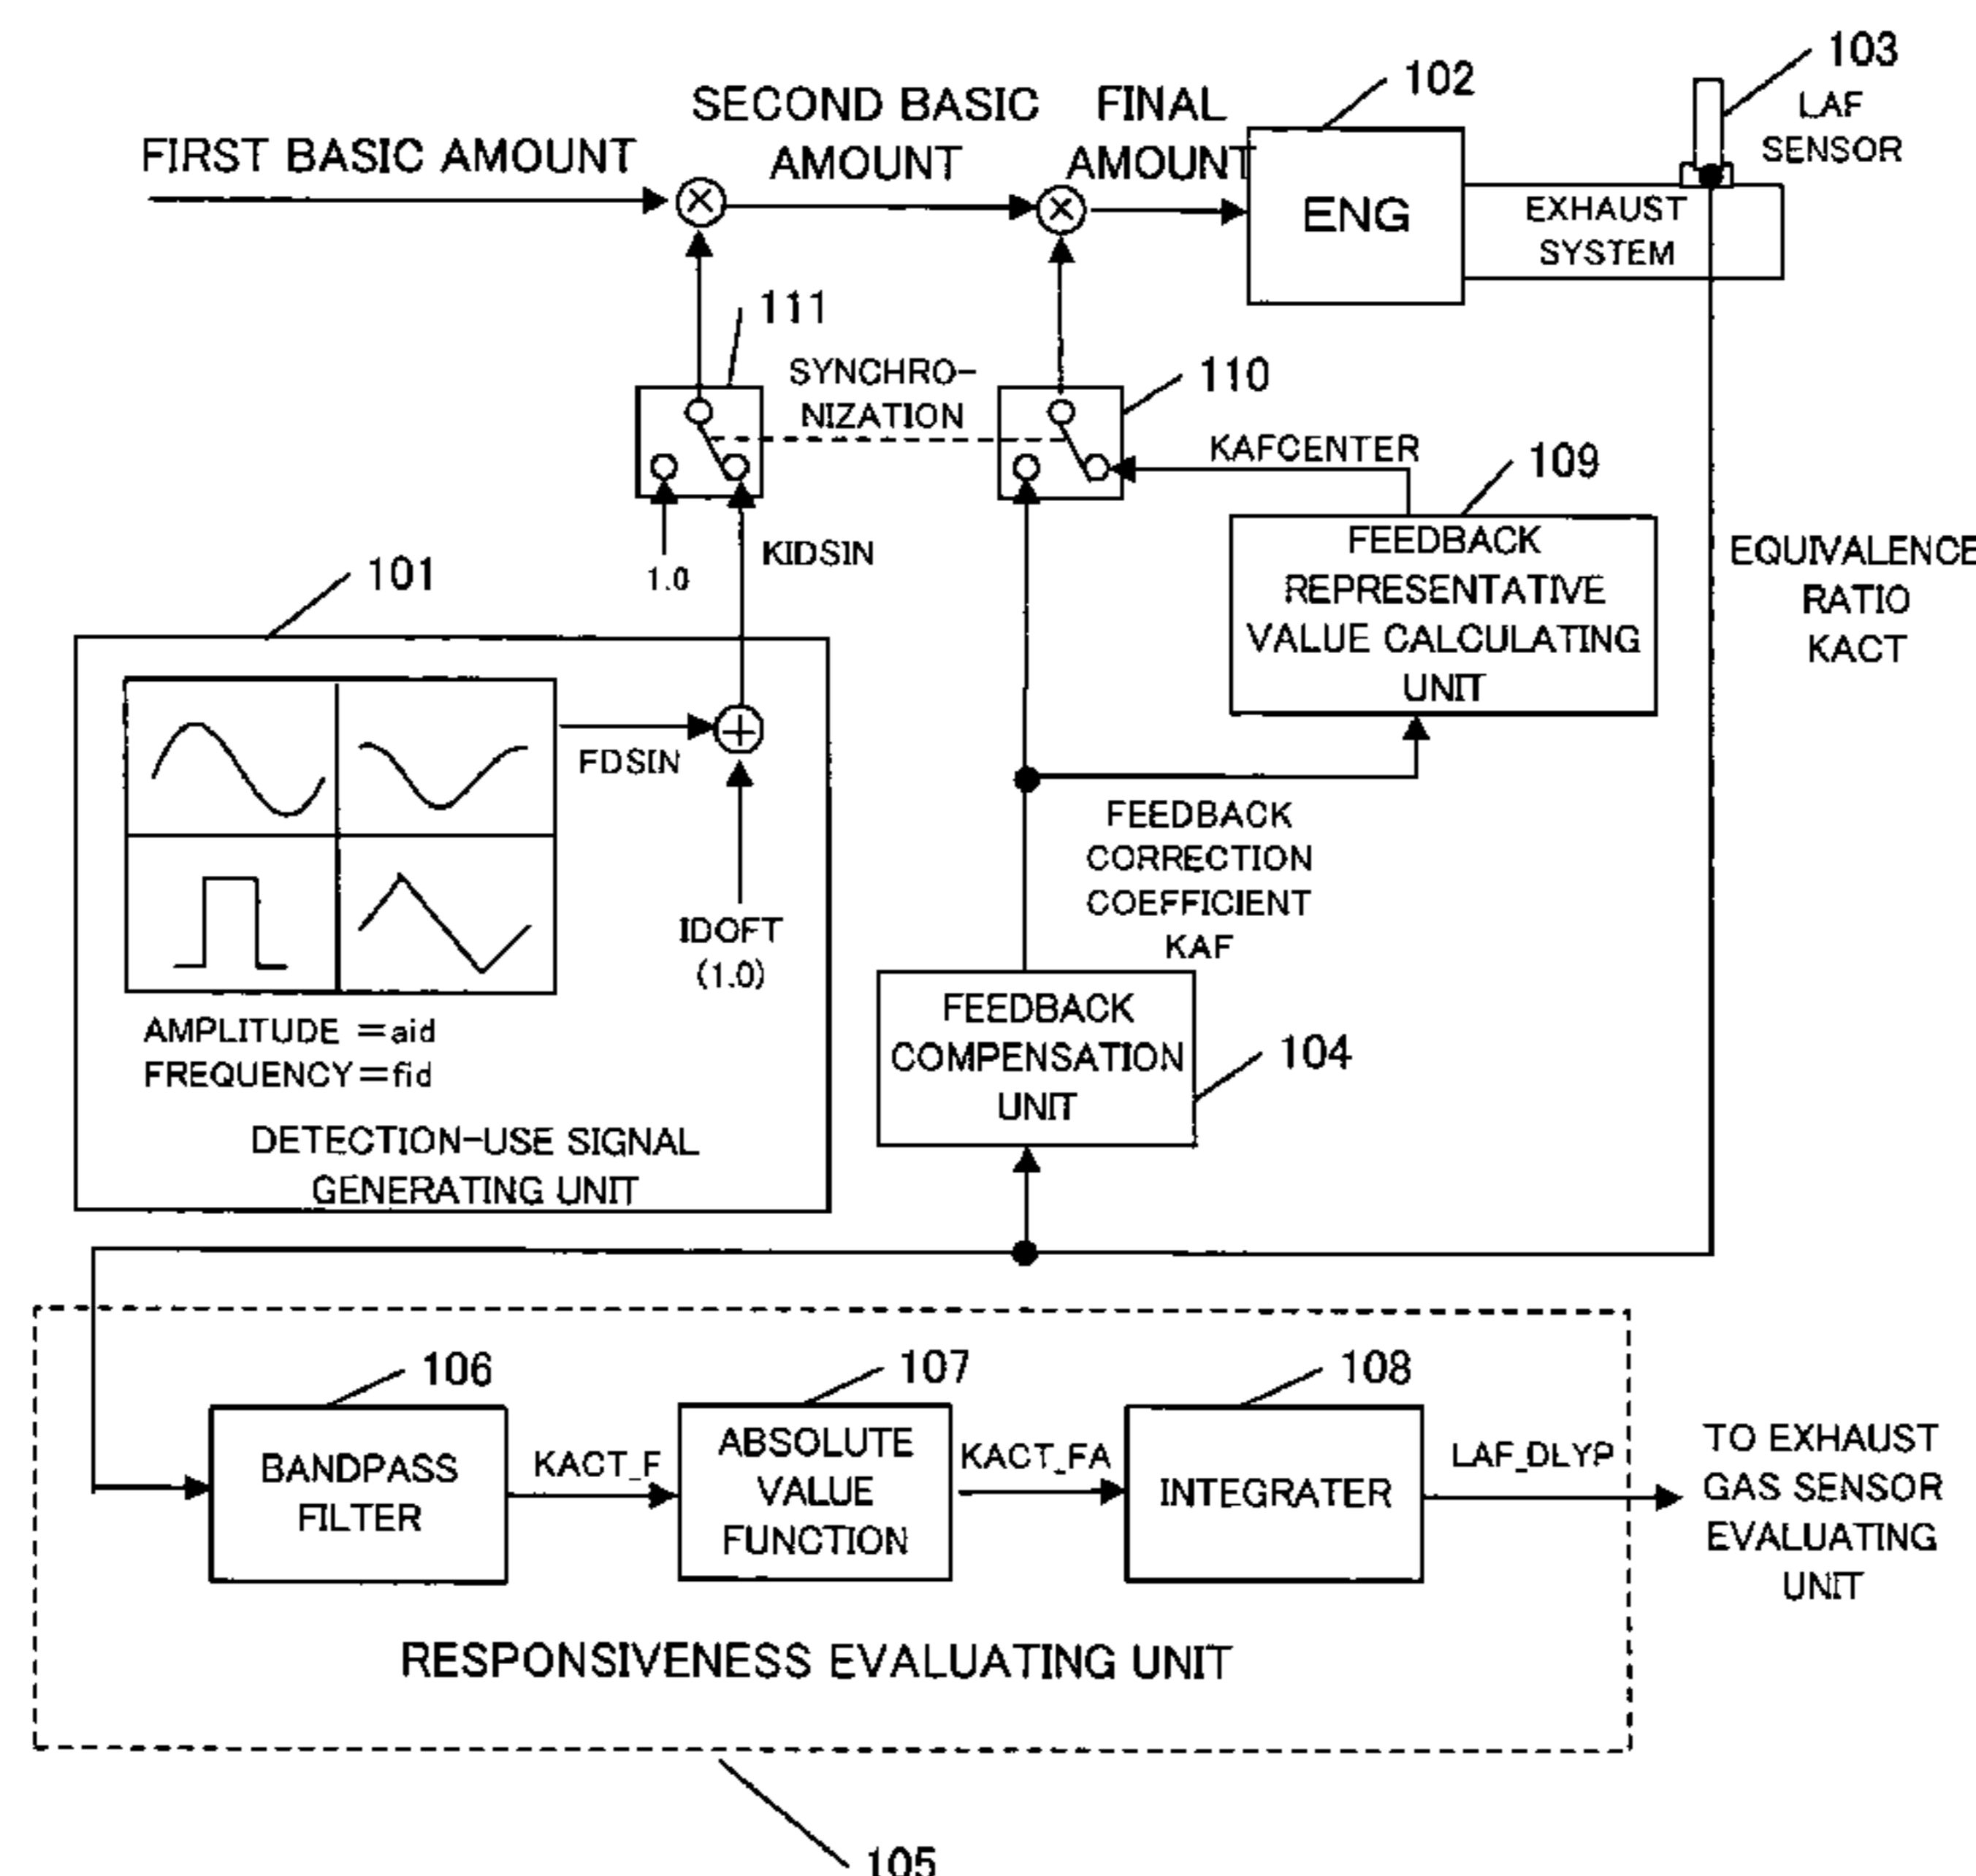 103
LAF
SENSOR
102
SECOND BASIC
AMOUNT
FINAL
AMOUNT
FIRST BASIC AMOUNT
ENG
EXHAUST
SYSTEM
111
SYNCHRO-
NIZATION
110
KAFCENTER
109
FEEDBACK
REPRESENTATIVE
VALUE CALCULATING
UNIT
EQUIVALENCE
RATIO
KACT
1.0
KIDSIN
101
FDSIN
IDOFT
(1.0)
AMPLITUDE =aid
FREQUENCY=fid
DETECTION-USE SIGNAL
GENERATING UNIT
FEEDBACK
CORRECTION
COEFFICIENT
KAF
FEEDBACK
COMPENSATION
UNIT
104
106
BANDPASS
FILTER
KACT_F
107
ABSOLUTE
VALUE
FUNCTION
KACT_FA
108
INTEGRATER
LAF_DLYP
TO EXHAUST
GAS SENSOR
EVALUATING
UNIT
RESPONSIVENESS EVALUATING UNIT
105